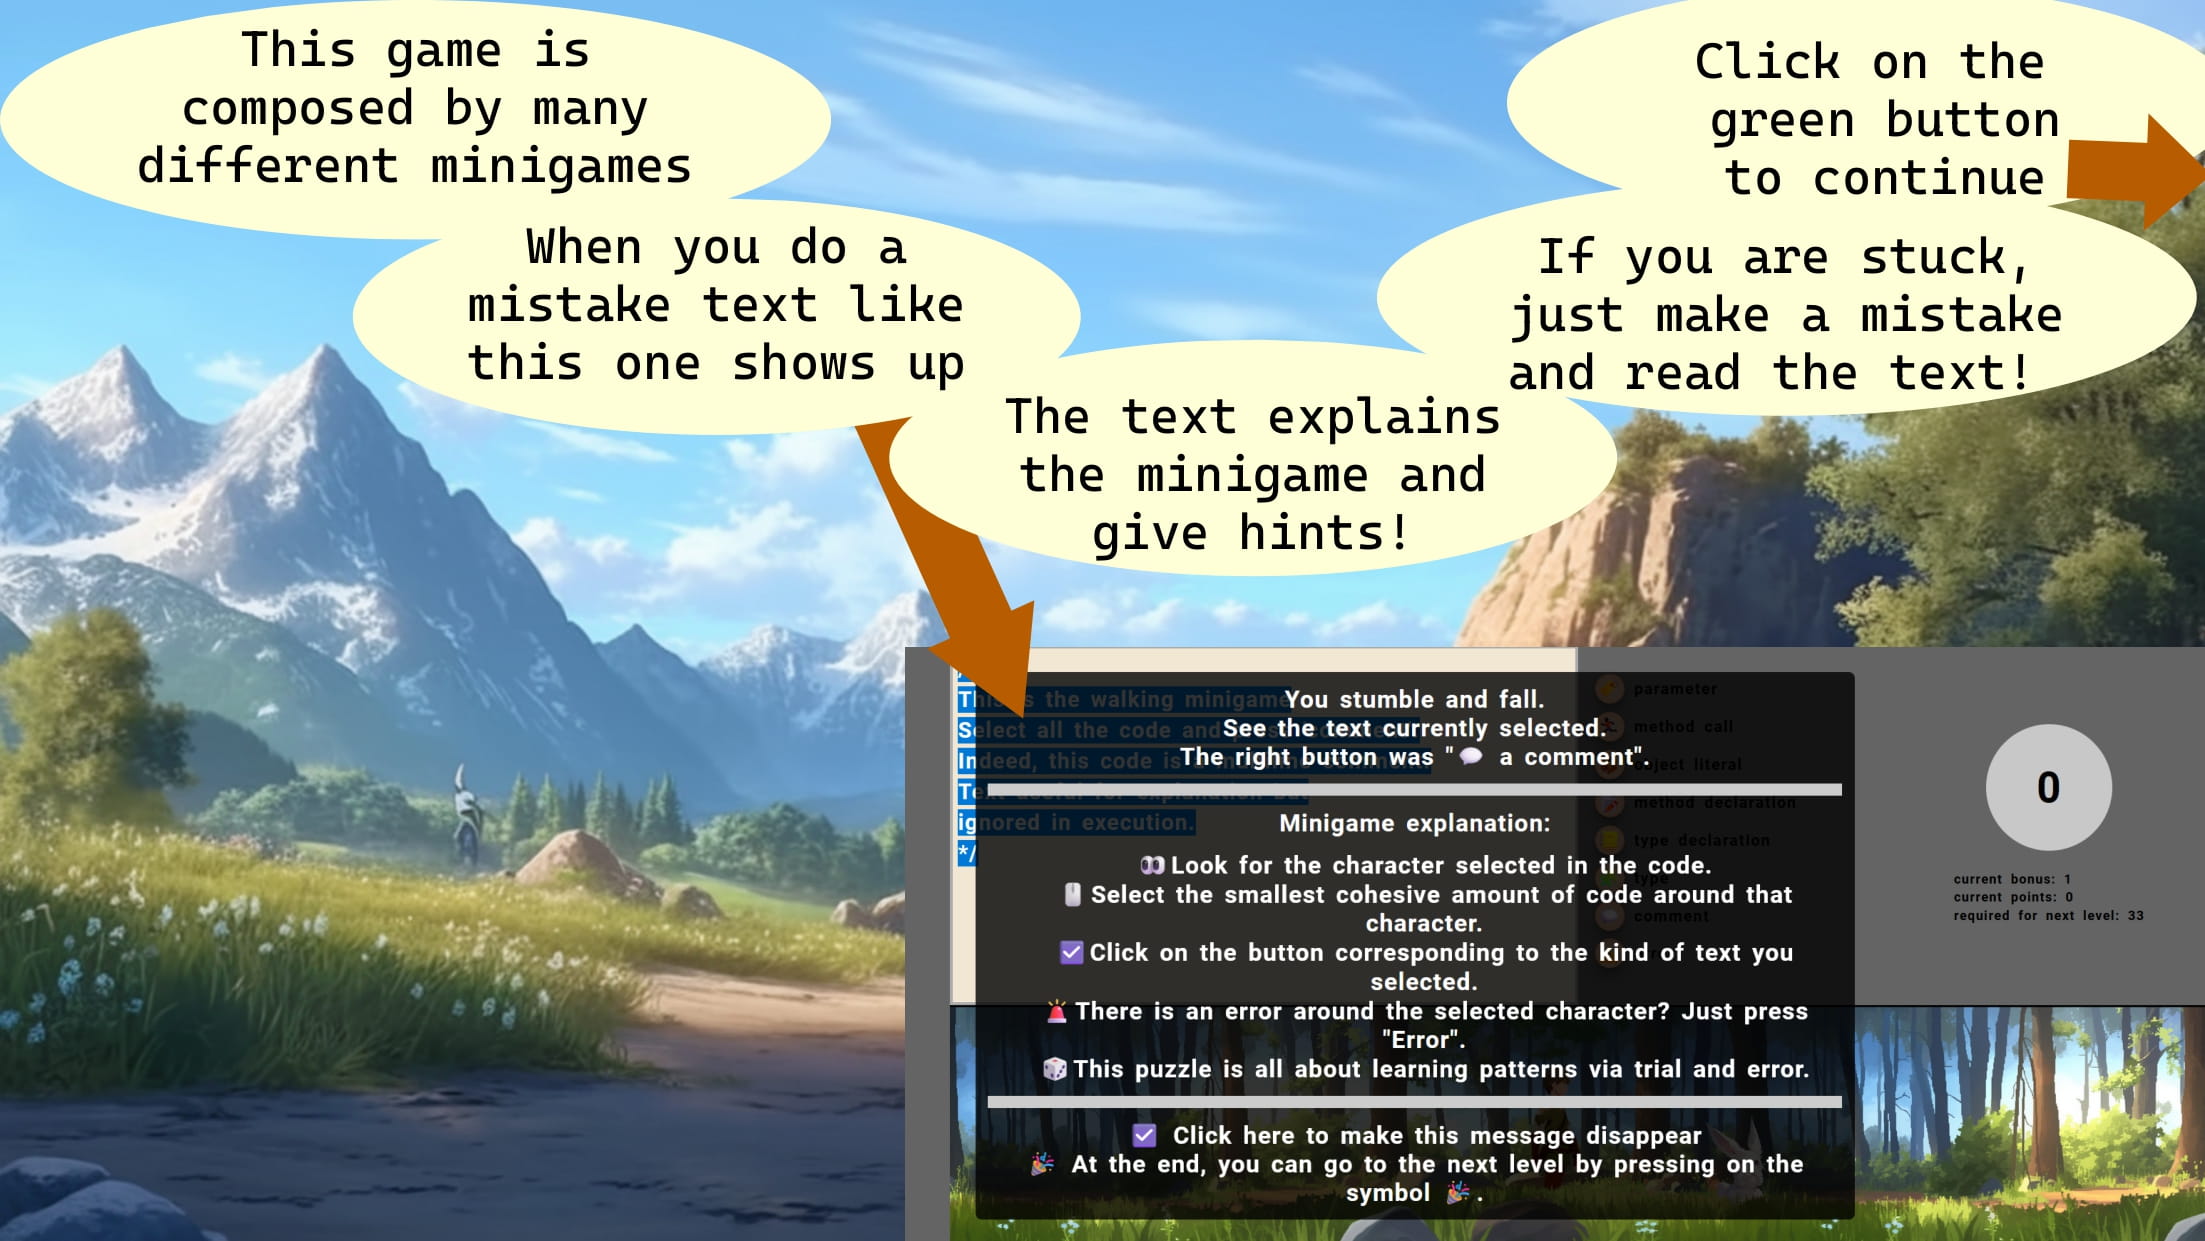 This game is
composed by many
different minigames
When you do a
mistake text like
this one shows up
The text explains
the minigame and
give hints!
If you are stuck,
just make a mistake
and read the text!
Click on the
green button
to continue
This is the walking minigame
Select all the code and
Indeed, this code is a
Text useful for explanation but
ignored in execution.
*/
You stumble and fall.
See the text currently selected.
The right button was "💬 a comment".
Minigame explanation:
👀Look for the character selected in the code.
🖱️Select the smallest cohesive amount of code around that
character.
☑️Click on the button corresponding to the kind of text you
selected.
🚨There is an error around the selected character? Just press
"Error".
🎲This puzzle is all about learning patterns via trial and error.
☑️ Click here to make this message disappear
🎉 At the end, you can go to the next level by pressing on the
symbol 🎉.
parameter
method call
object literal
method declaration
type declaration
type
comment
0
current bonus: 1
current points: 0
required for next level: 33